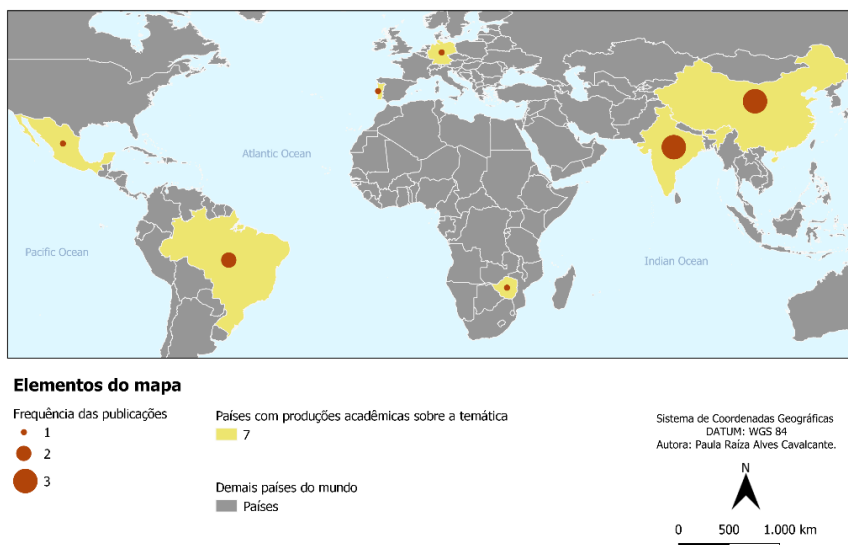 Atlantic Ocean
Pacific Ocean
Indian Ocean
Elementos do mapa
Frequência das publicações
1
2
3
Países com produções acadêmicas sobre a temática
7
Demais países do mundo
Países
Sistema de Coordenadas Geográficas
DATUM: WGS 84
Autora: Paula Raíza Alves Cavalcante.
N
0 500 1.000 km